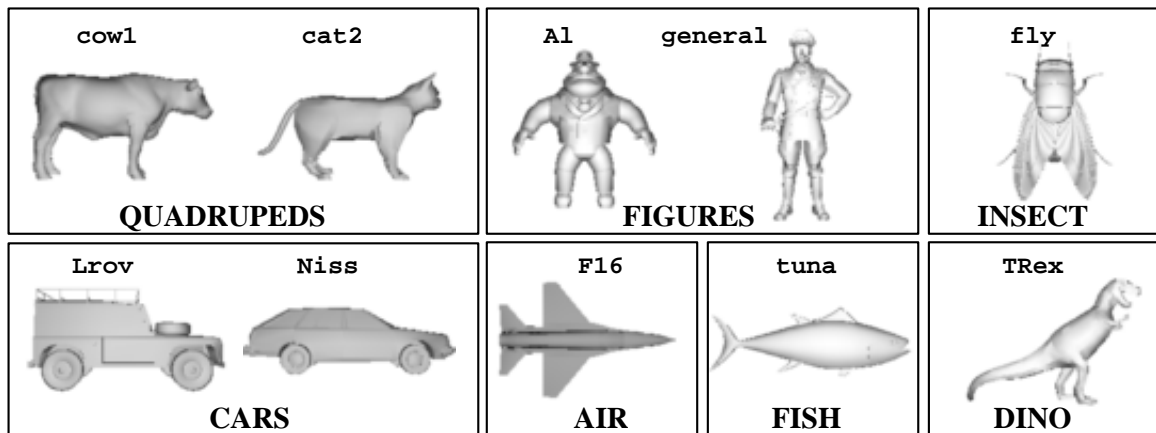 cow1 cat2
QUADRUPEDS
Al general
FIGURES
fly
INSECT
Lrov Niss
CARS
F16
AIR
tuna
FISH
TRex
DINO